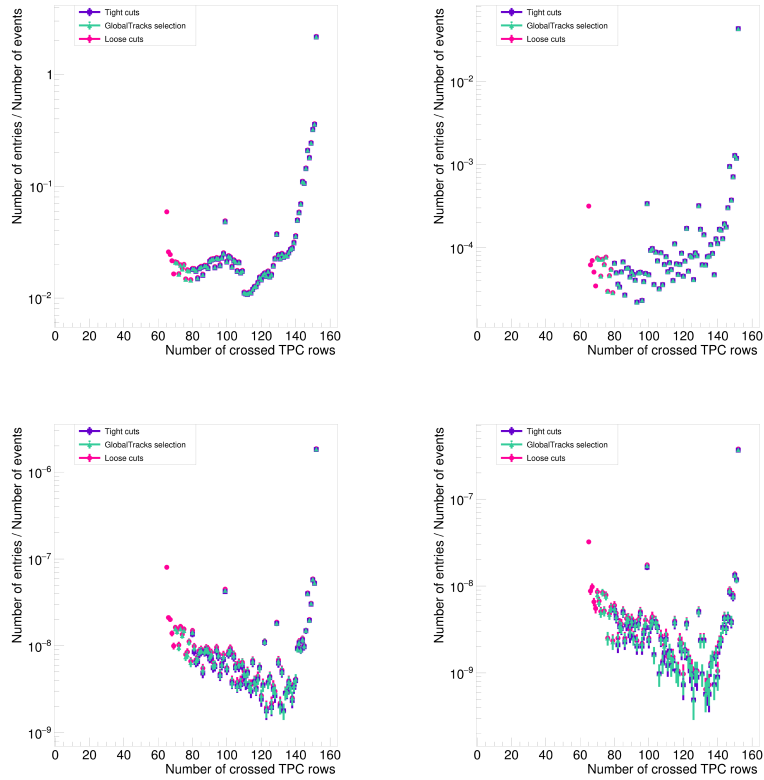 Tight cuts
GlobalTracks selection
Loose cuts
Number of entries / Number of events
1
10⁻¹
10⁻²
0 20 40 60 80 100 120 140 160
Number of crossed TPC rows
Tight cuts
GlobalTracks selection
Loose cuts
Number of entries / Number of events
10⁻²
10⁻³
10⁻⁴
0 20 40 60 80 100 120 140 160
Number of crossed TPC rows
Tight cuts
GlobalTracks selection
Loose cuts
Number of entries / Number of events
10⁻⁶
10⁻⁷
10⁻⁸
10⁻⁹
0 20 40 60 80 100 120 140 160
Number of crossed TPC rows
Tight cuts
GlobalTracks selection
Loose cuts
Number of entries / Number of events
10⁻⁷
10⁻⁸
10⁻⁹
0 20 40 60 80 100 120 140 160
Number of crossed TPC rows